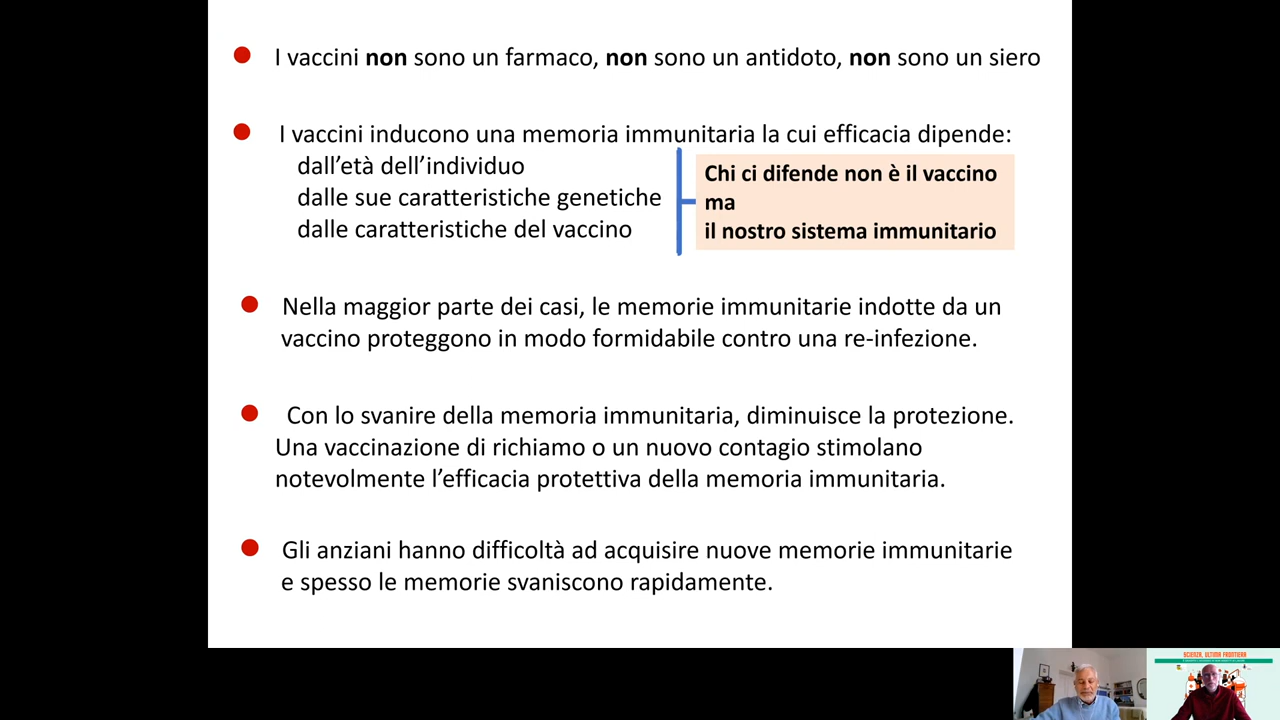 I vaccini non sono un farmaco, non sono un antidoto, non sono un siero
I vaccini inducono una memoria immunitaria la cui efficacia dipende:
dall'età dell'individuo
dalle sue caratteristiche genetiche
dalle caratteristiche del vaccino
Chi ci difende non è il vaccino
ma
il nostro sistema immunitario
Nella maggior parte dei casi, le memorie immunitarie indotte da un
vaccino proteggono in modo formidabile contro una re-infezione.
Con lo svanire della memoria immunitaria, diminuisce la protezione.
Una vaccinazione di richiamo o un nuovo contagio stimolano
notevolmente l'efficacia protettiva della memoria immunitaria.
Gli anziani hanno difficoltà ad acquisire nuove memorie immunitarie
e spesso le memorie svaniscono rapidamente.
SCIENZA, ULTIMA FRONTIERA